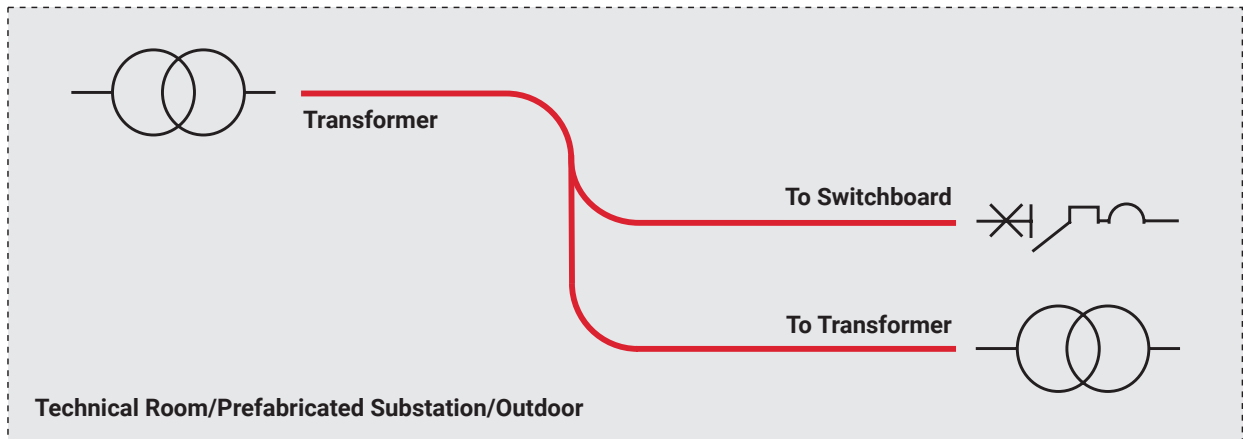 Transformer
To Switchboard
To Transformer
Technical Room/Prefabricated Substation/Outdoor